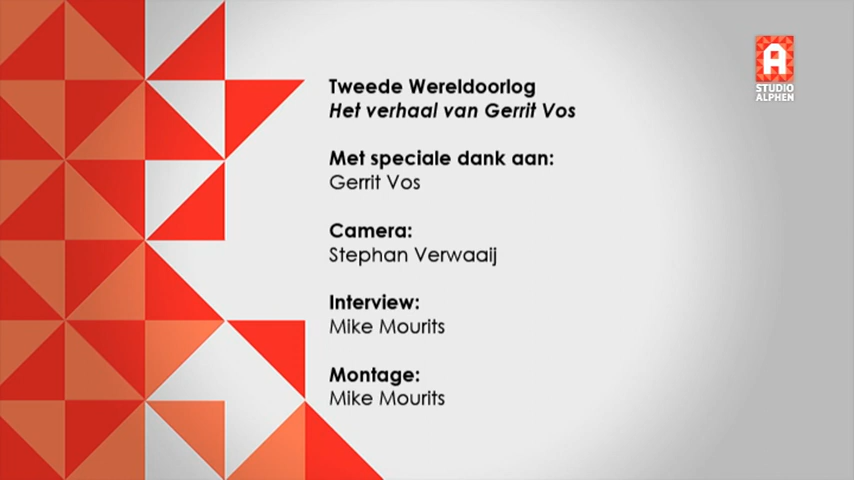 Tweede Wereldoorlog
Het verhaal van Gerrit Vos
Met speciale dank aan:
Gerrit Vos
Camera:
Stephan Verwaaij
Interview:
Mike Mourits
Montage:
Mike Mourits
A
STUDIO
ALPHEN